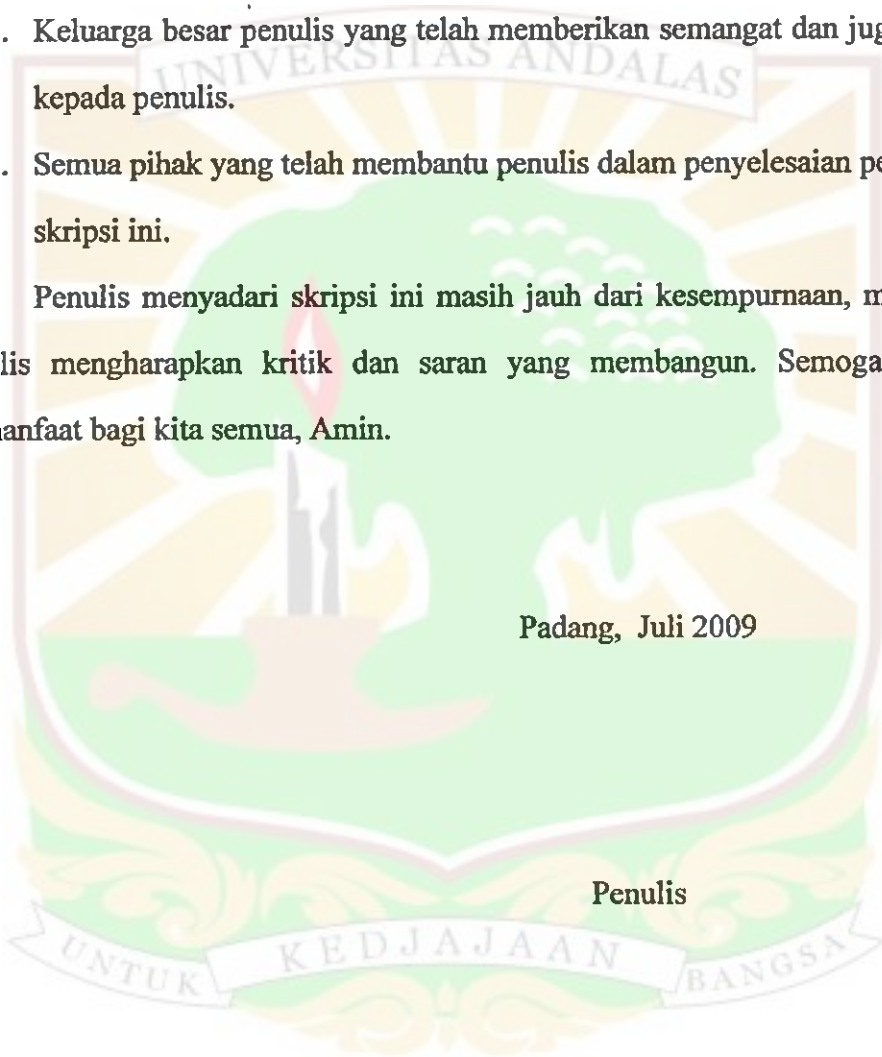 . Keluarga besar penulis yang telah memberikan semangat dan jug
UNIVERSITAS ANDALAS
kepada penulis.
. Semua pihak yang telah membantu penulis dalam penyelesaian pe
skripsi ini.
Penulis menyadari skripsi ini masih jauh dari kesempurnaan, m
lis mengharapkan kritik dan saran yang membangun. Semoga
anfaat bagi kita semua, Amin.
Padang, Juli 2009
Penulis
UNTUK KEDJAJAAN BANGSA